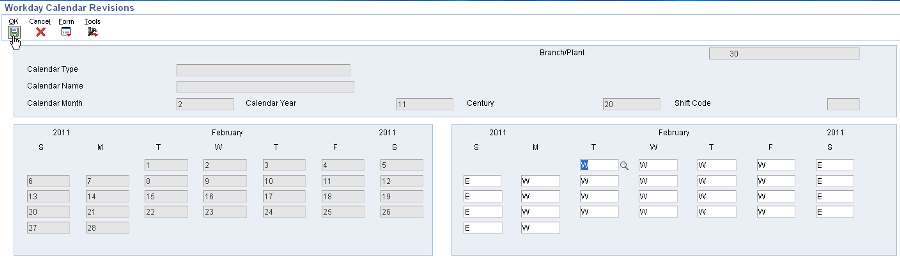 Workday Calendar Revisions
OK Cancel Form Tools
Branch/Plant 30
Calendar Type
Calendar Name
Calendar Month 2 Calendar Year 11 Century 20 Shift Code
2011 February 2011 2011 February 2011
S M T W T F S S M T W T F S
1 2 3 4 5 W W W W E
6 7 8 9 10 11 12 E W W W W W E
13 14 15 16 17 18 19 E W W W W W E
20 21 22 23 24 25 26 E W W W W W E
27 28 E W